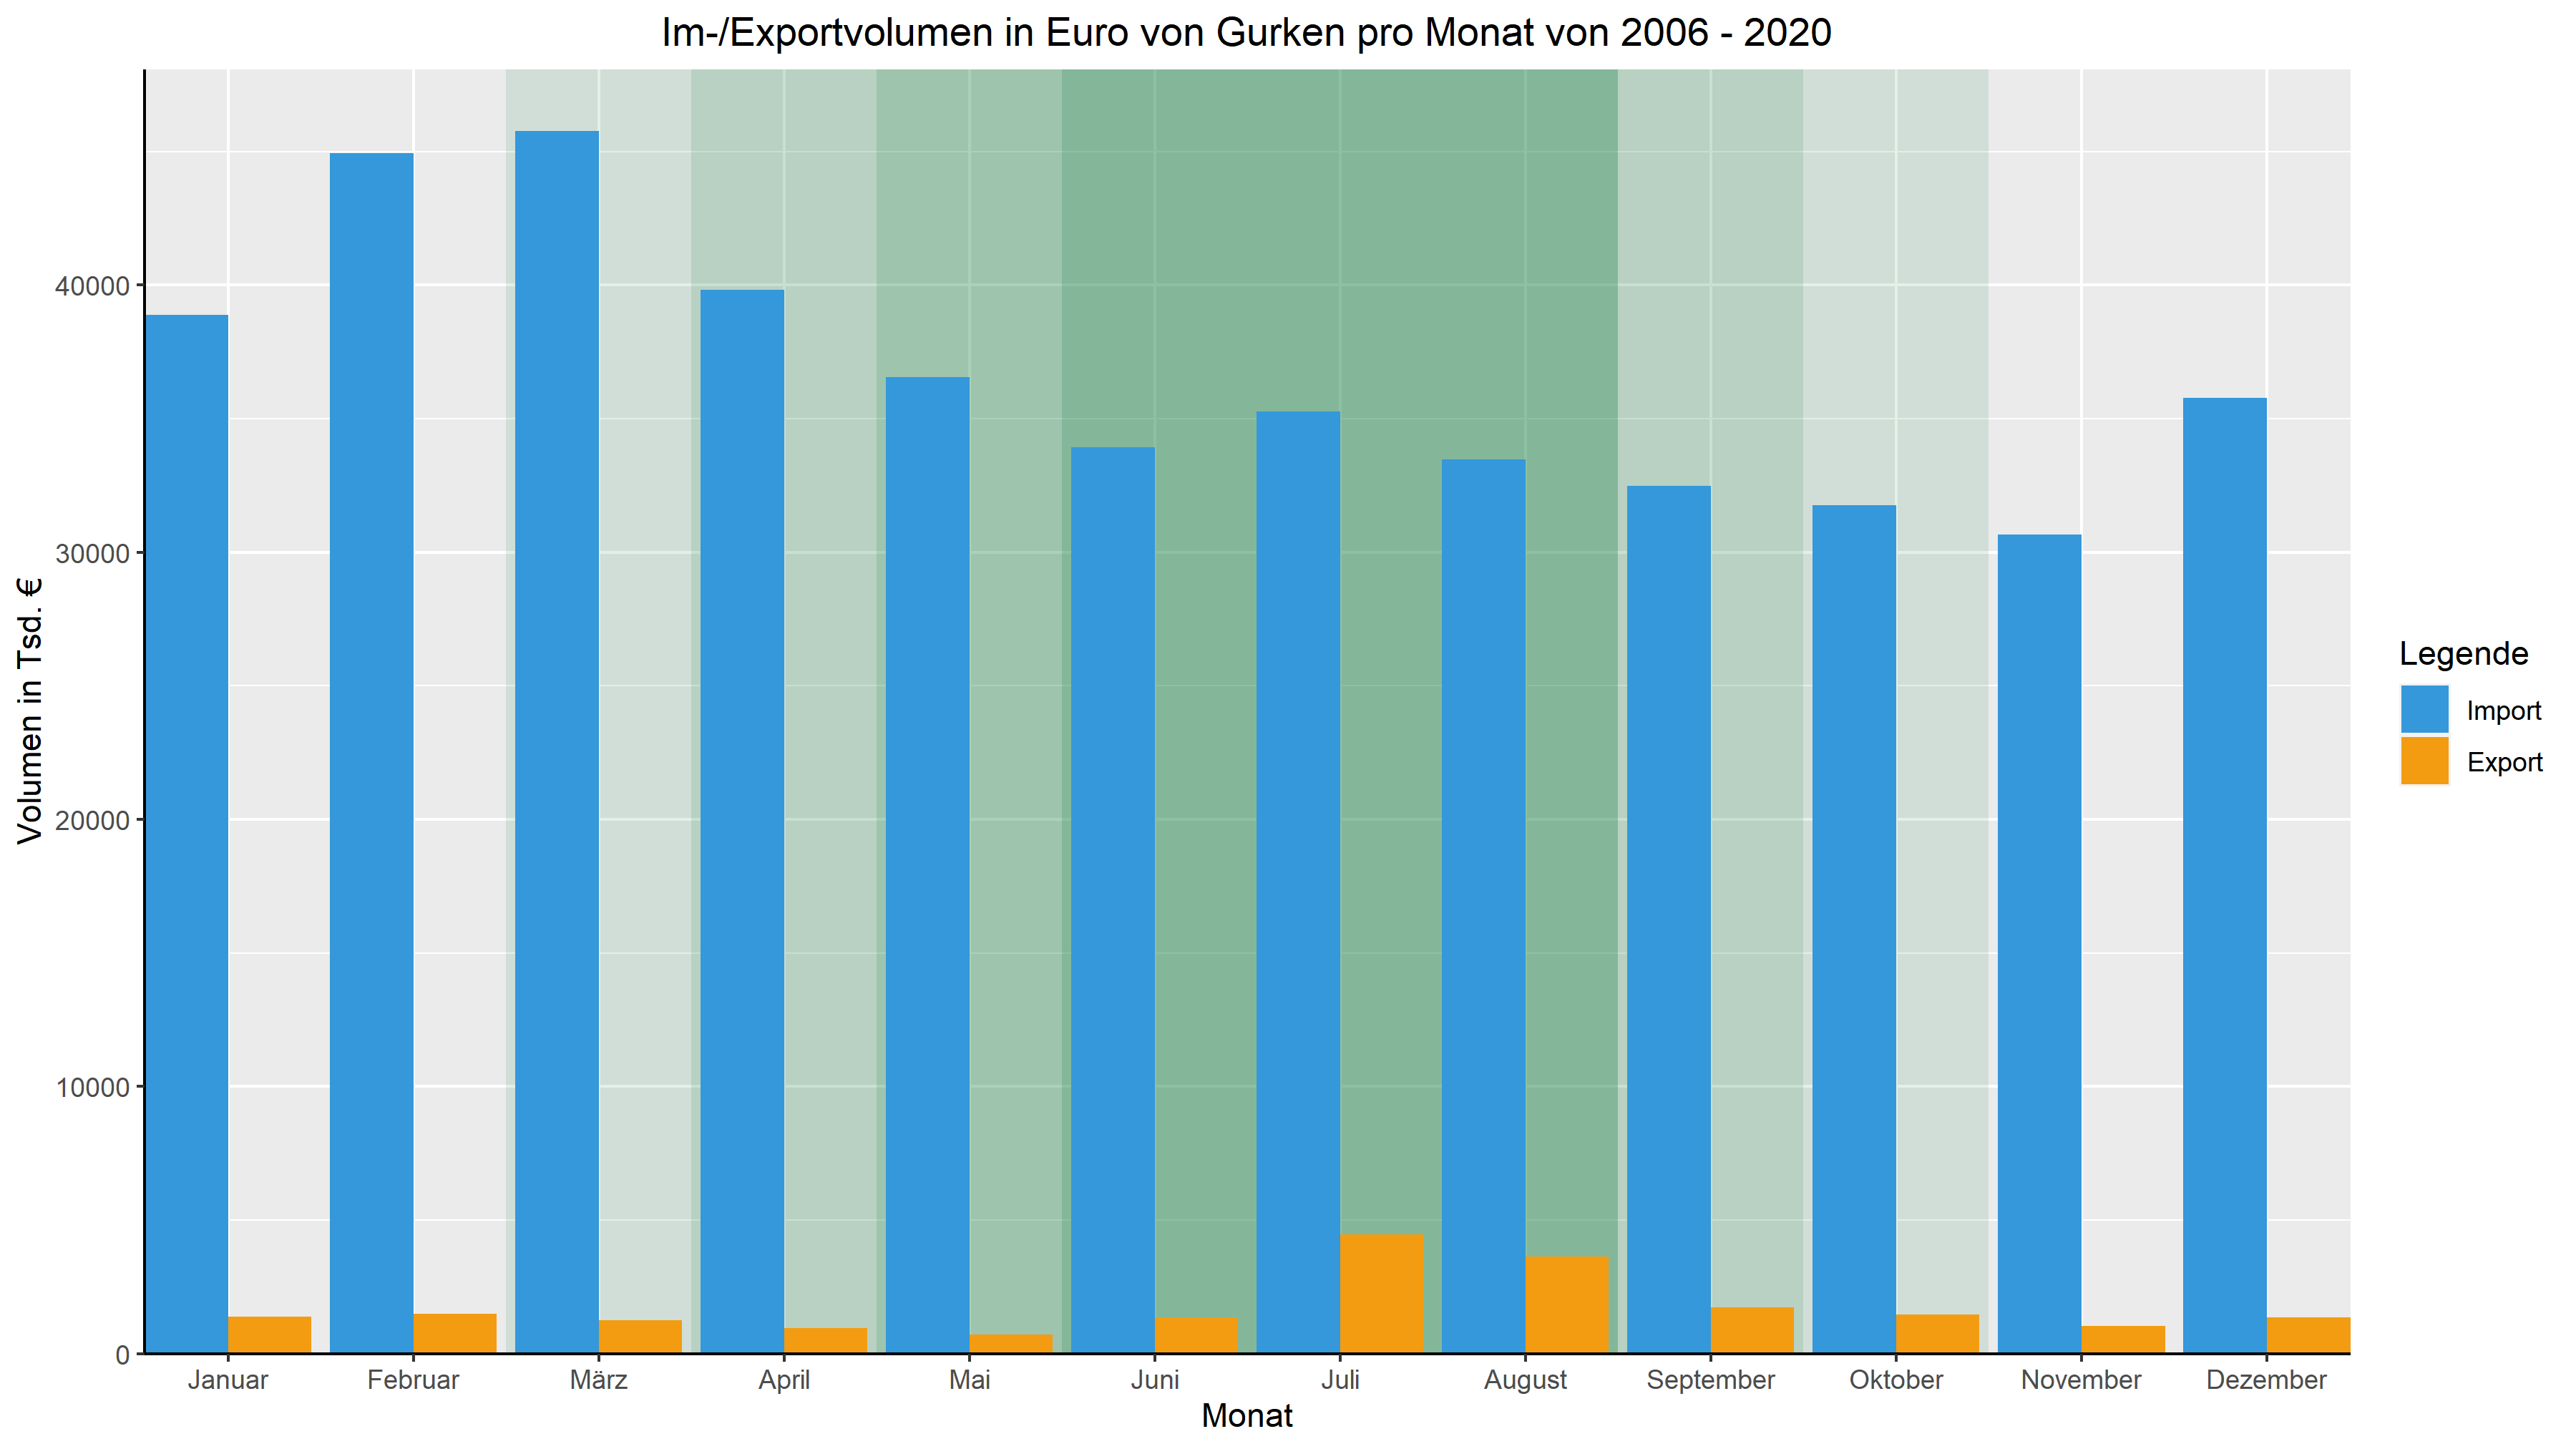 Im-/Exportvolumen in Euro von Gurken pro Monat von 2006 - 2020
Volumen in Tsd. €
40000
30000
20000
10000
0
Januar Februar März April Mai Juni Juli August September Oktober November Dezember
Monat
Legende
Import
Export